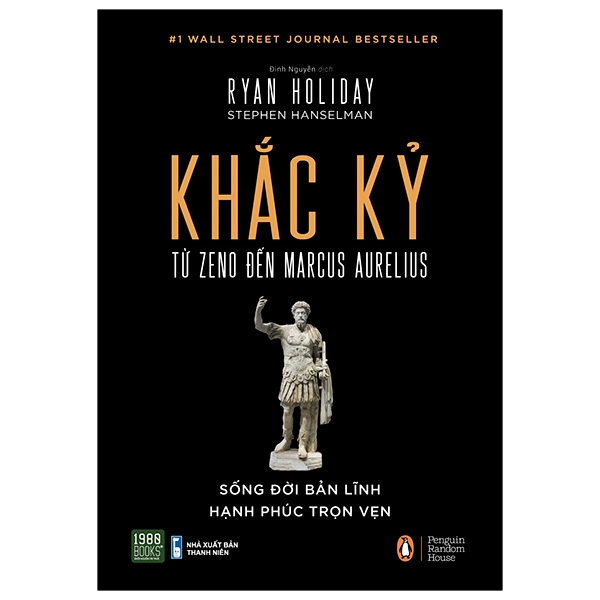 #1 WALL STREET JOURNAL BESTSELLER
Đinh Nguyễn dịch
RYAN HOLIDAY
STEPHEN HANSELMAN
KHẮC KỶ
TỪ ZENO ĐẾN MARCUS AURELIUS
SỐNG ĐỜI BẢN LĨNH
HẠNH PHÚC TRỌN VẸN
1980
BOOKS
NHÀ XUẤT BẢN
THANH NIÊN
Penguin
Random
House